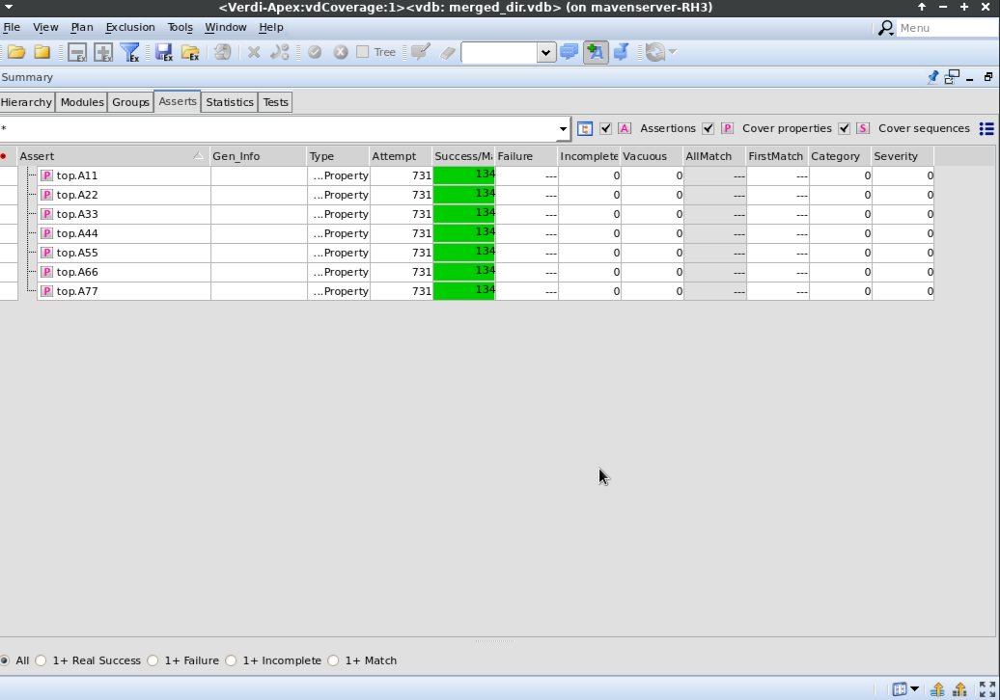 <Verdi-Apex:vdCoverage:1><vdb: merged_dir.vdb> (on mavenserver-RH3)
File View Plan Exclusion Tools Window Help Menu
Ex Ex Ex Ex Tree A
Summary
Hierarchy Modules Groups Asserts Statistics Tests
* A Assertions P Cover properties S Cover sequences
Assert Gen_Info Type Attempt Success/Ma Failure Incomplete Vacuous AllMatch FirstMatch Category Severity
P top.A11 ...Property 731 134 --- 0 0 --- --- 0 0
P top.A22 ...Property 731 134 --- 0 0 --- --- 0 0
P top.A33 ...Property 731 134 --- 0 0 --- --- 0 0
P top.A44 ...Property 731 134 --- 0 0 --- --- 0 0
P top.A55 ...Property 731 134 --- 0 0 --- --- 0 0
P top.A66 ...Property 731 134 --- 0 0 --- --- 0 0
P top.A77 ...Property 731 134 --- 0 0 --- --- 0 0
All 1+ Real Success 1+ Failure 1+ Incomplete 1+ Match